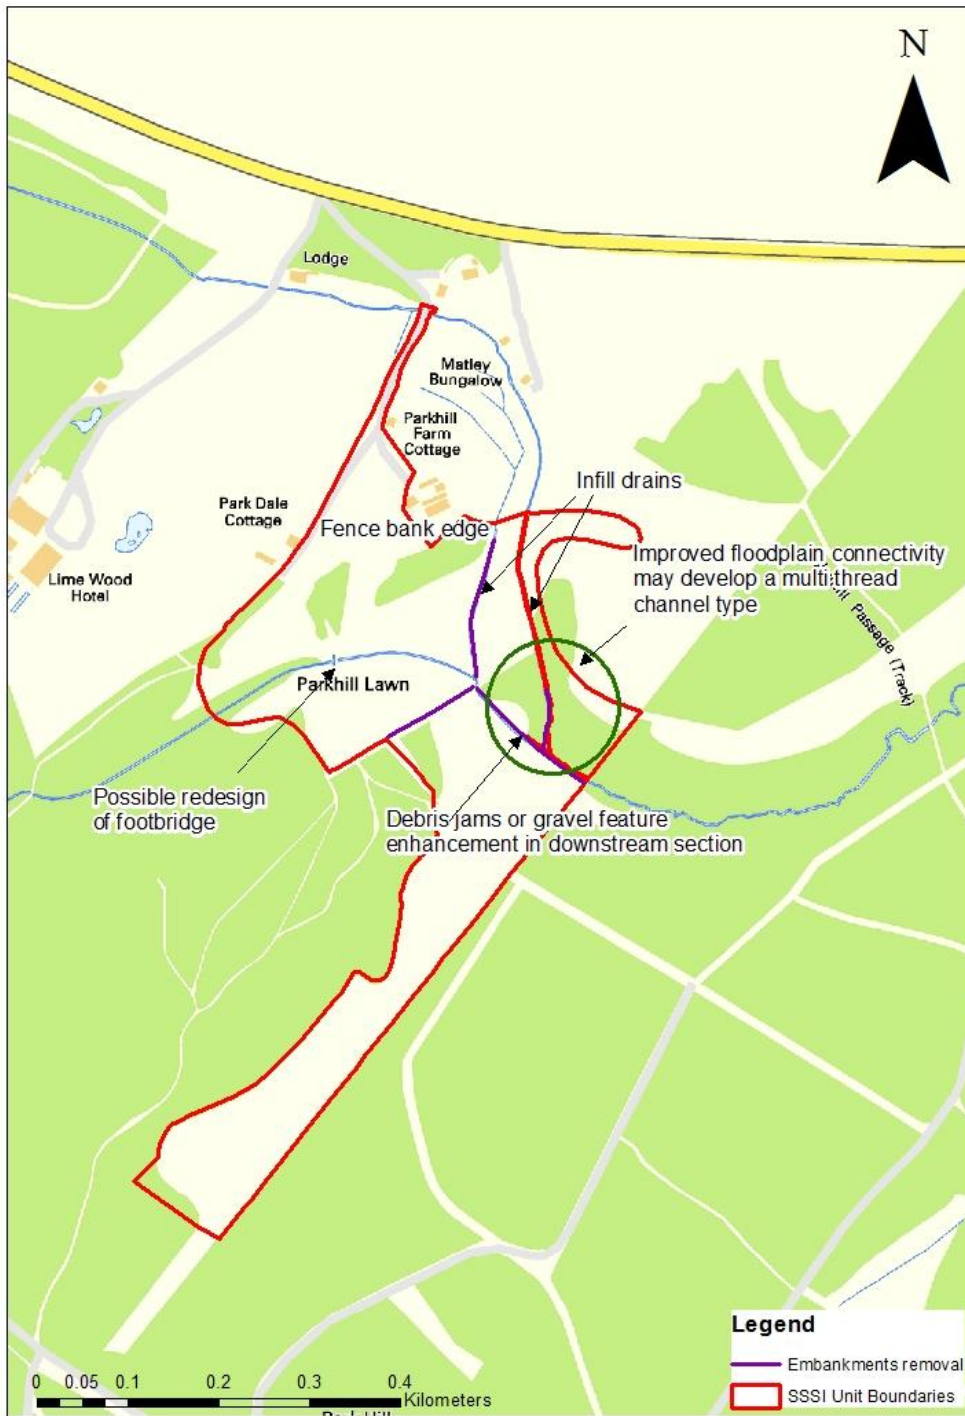 N
Lodge
Matley
Bungalow
Parkhill
Farm
Cottage
Infill drains
Park Dale
Cottage
Fence bank edge
Improved floodplain connectivity
may develop a multi-thread
channel type
Lime Wood
Hotel
Passage (Track)
Parkhill Lawn
Possible redesign
of footbridge
Debris jams or gravel feature
enhancement in downstream section
Legend
Embankments removal
SSSI Unit Boundaries
0 0.05 0.1 0.2 0.3 0.4
Kilometers